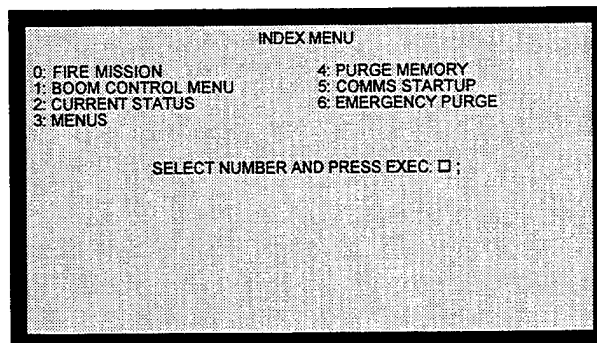 INDEX MENU
0: FIRE MISSION
1: BOOM CONTROL MENU
2: CURRENT STATUS
3: MENUS
4: PURGE MEMORY
5: COMMS STARTUP
6: EMERGENCY PURGE
SELECT NUMBER AND PRESS EXEC: □ ;